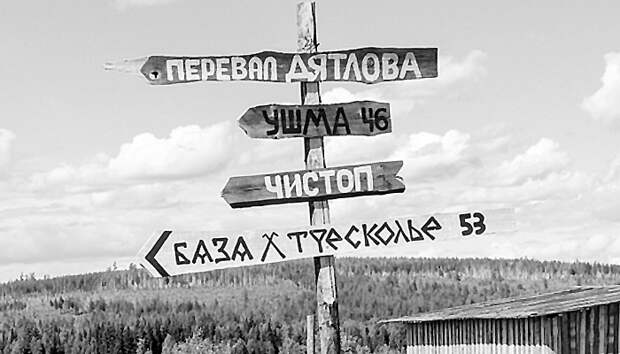 ПЕРЕВАЛ ДЯТЛОВА
УШМА 46
ЧИСТОП
БАЗА ТРЕСКОЛЬЕ 53